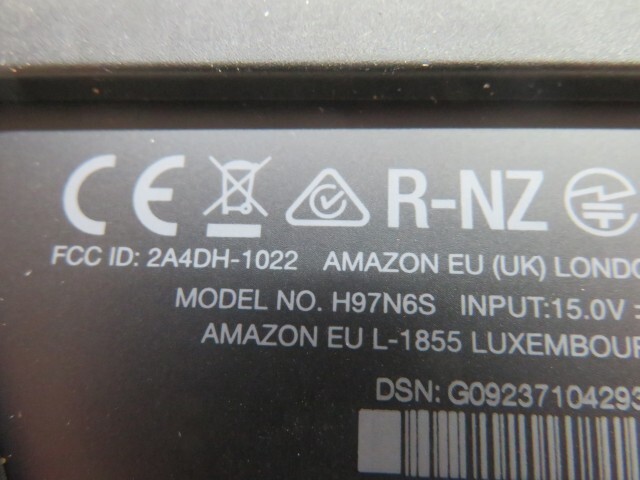 CE R-NZ
FCC ID: 2A4DH-1022 AMAZON EU (UK)
MODEL NO. H97N6S INPUT:15.0V
AMAZON EU L-1855
DSN: G09237104293